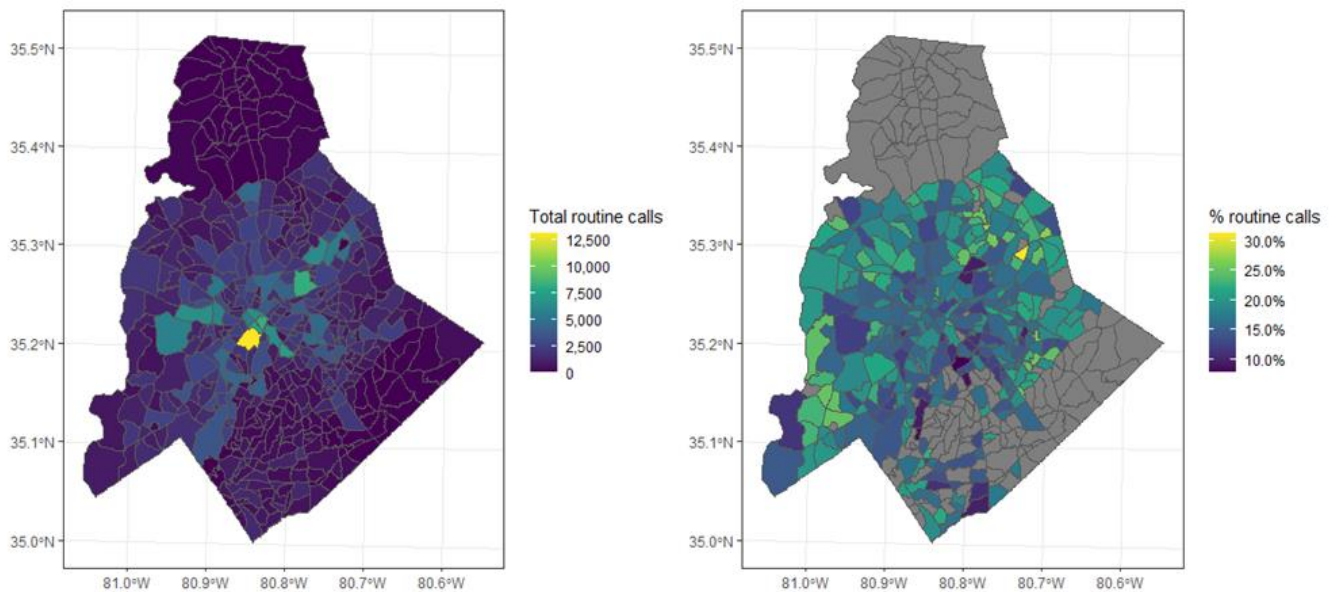 35.5°N
35.4°N
35.3°N
35.2°N
35.1°N
35.0°N
81.0°W 80.9°W 80.8°W 80.7°W 80.6°W
Total routine calls
12,500
10,000
7,500
5,000
2,500
0
35.5°N
35.4°N
35.3°N
35.2°N
35.1°N
35.0°N
81.0°W 80.9°W 80.8°W 80.7°W 80.6°W
% routine calls
30.0%
25.0%
20.0%
15.0%
10.0%